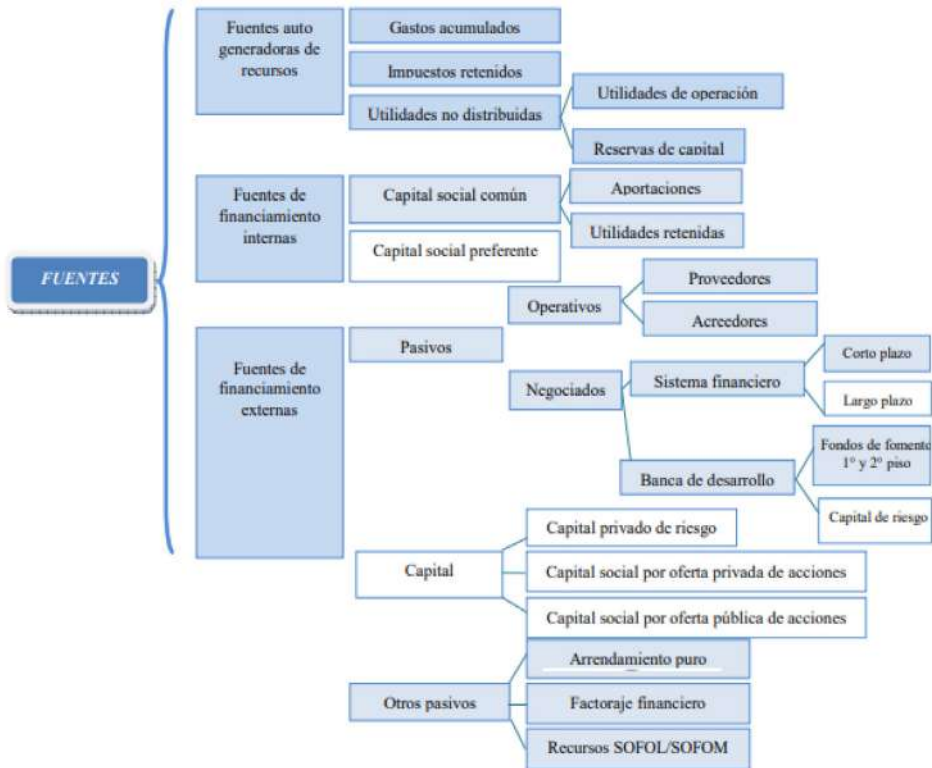 FUENTES
Fuentes auto
generadoras de
recursos
Gastos acumulados
Impuestos retenidos
Utilidades no distribuidas
Utilidades de operación
Reservas de capital
Fuentes de
financiamiento
internas
Capital social común
Aportaciones
Utilidades retenidas
Capital social preferente
Fuentes de
financiamiento
externas
Pasivos
Operativos
Proveedores
Acreedores
Negociados
Sistema financiero
Corto plazo
Largo plazo
Banca de desarrollo
Fondos de fomento
1º y 2º piso
Capital de riesgo
Capital
Capital privado de riesgo
Capital social por oferta privada de acciones
Capital social por oferta pública de acciones
Otros pasivos
Arrendamiento puro
Factoraje financiero
Recursos SOFOL/SOFOM